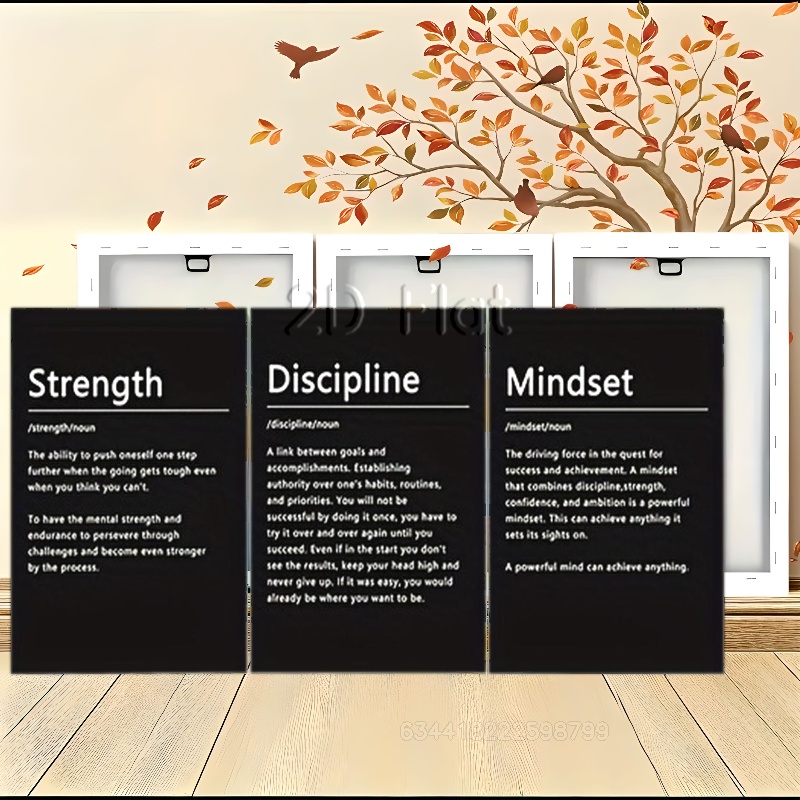 2D Flat
Strength
/strength/noun
The ability to push oneself one step
further when the going gets tough even
when you think you can't.
To have the mental strength and
endurance to persevere through
challenges and become even stronger
by the process.
Discipline
/discipline/noun
A link between goals and
accomplishments. Establishing
authority over one's habits, routines,
and priorities. You will not be
successful by doing it once, you have to
try it over and over again until you
succeed. Even if in the start you don't
see the results, keep your head high and
never give up. If it was easy, you would
already be where you want to be.
Mindset
/mindset/noun
The driving force in the quest for
success and achievement. A mindset
that combines discipline,strength,
confidence, and ambition is a powerful
mindset. This can achieve anything it
sets its sights on.
A powerful mind can achieve anything.